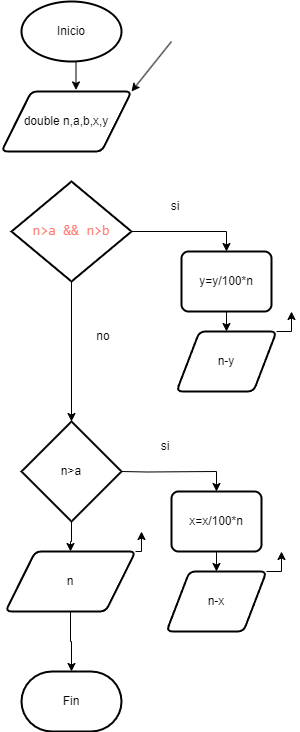 Inicio
double n,a,b,x,y
n>a && n>b
si
y=y/100*n
n-y
no
n>a
si
x=x/100*n
n
n-x
Fin